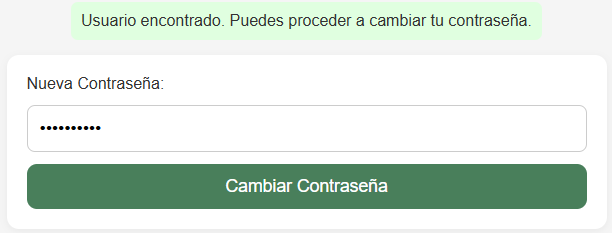 Usuario encontrado. Puedes proceder a cambiar tu contraseña.
Nueva Contraseña:
••••••••••
Cambiar Contraseña